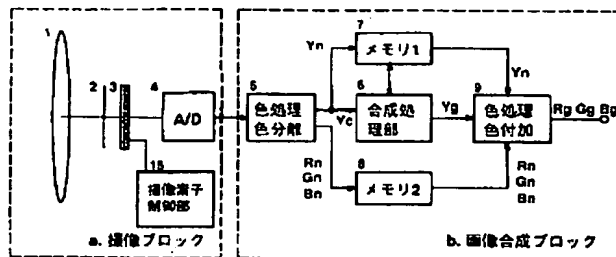 1
2
3
4
A/D
15
撮像素子
制御部
a. 撮像ブロック
5
色処理
色分離
Yn
Yc
Rn
Gn
Bn
7
メモリ1
6
合成処
理部
8
メモリ2
Yn
Yg
Rn
Gn
Bn
9
色処理
色付加
Rg Gg Bg
b. 画像合成ブロック